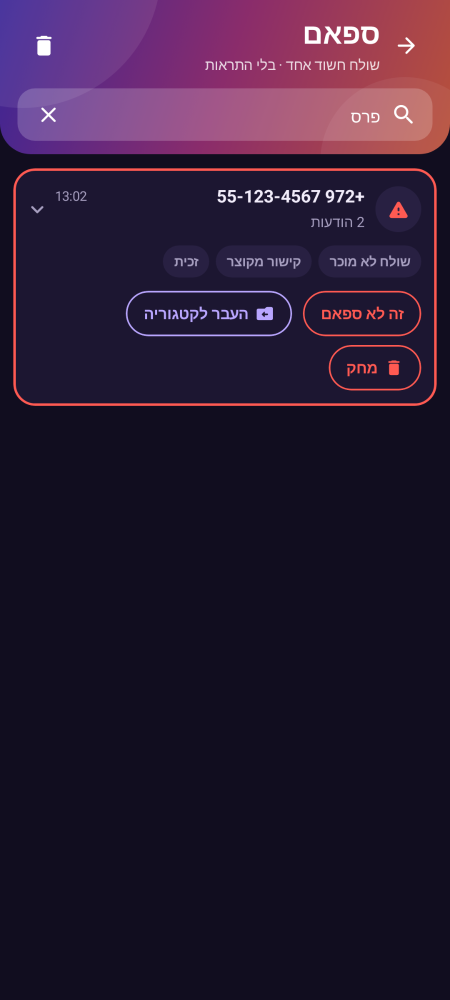 ספאם
שולח חשוד אחד · בלי התראות
פרס
+972 55-123-4567
13:02
2 הודעות
שולח לא מוכר
קישור מקוצר
זכית
זה לא ספאם
העבר לקטגוריה
מחק